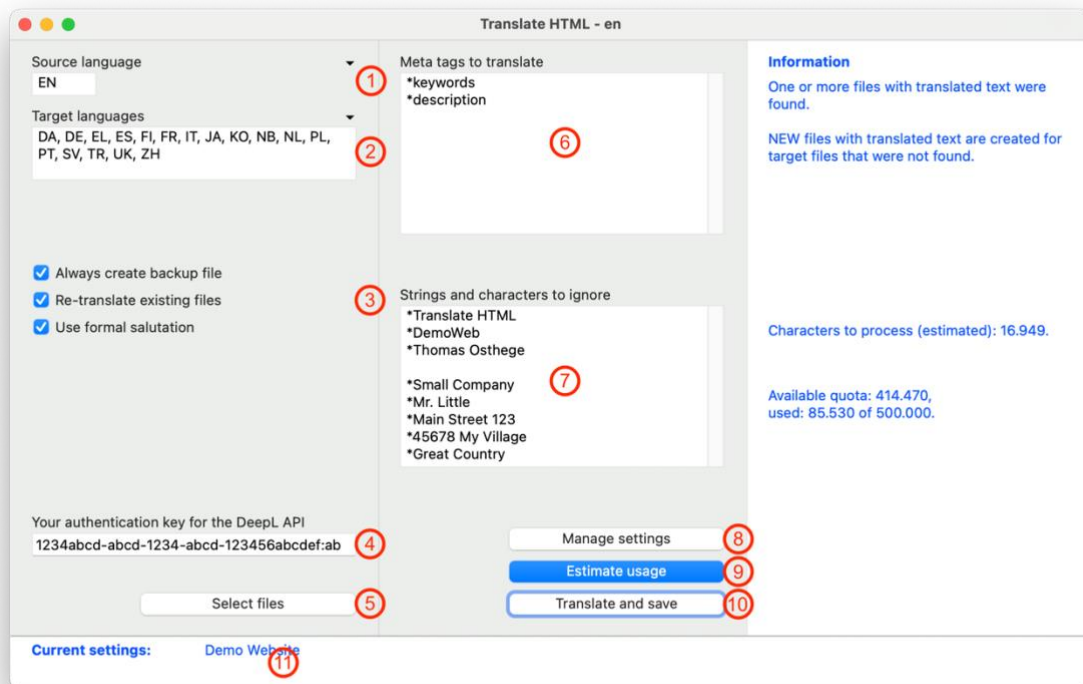 Translate HTML - en
Source language
EN
1
Target languages
DA, DE, EL, ES, FI, FR, IT, JA, KO, NB, NL, PL,
PT, SV, TR, UK, ZH
2
Always create backup file
Re-translate existing files
Use formal salutation
3
Your authentication key for the DeepL API
1234abcd-abcd-1234-abcd-123456abcdef:ab
4
Select files
5
Meta tags to translate
*keywords
*description
6
Strings and characters to ignore
*Translate HTML
*DemoWeb
*Thomas Osthege
*Small Company
*Mr. Little
*Main Street 123
*45678 My Village
*Great Country
7
Manage settings
8
Estimate usage
9
Translate and save
10
Information
One or more files with translated text were
found.
NEW files with translated text are created for
target files that were not found.
Characters to process (estimated): 16.949.
Available quota: 414.470,
used: 85.530 of 500.000.
Current settings: Demo Website
11